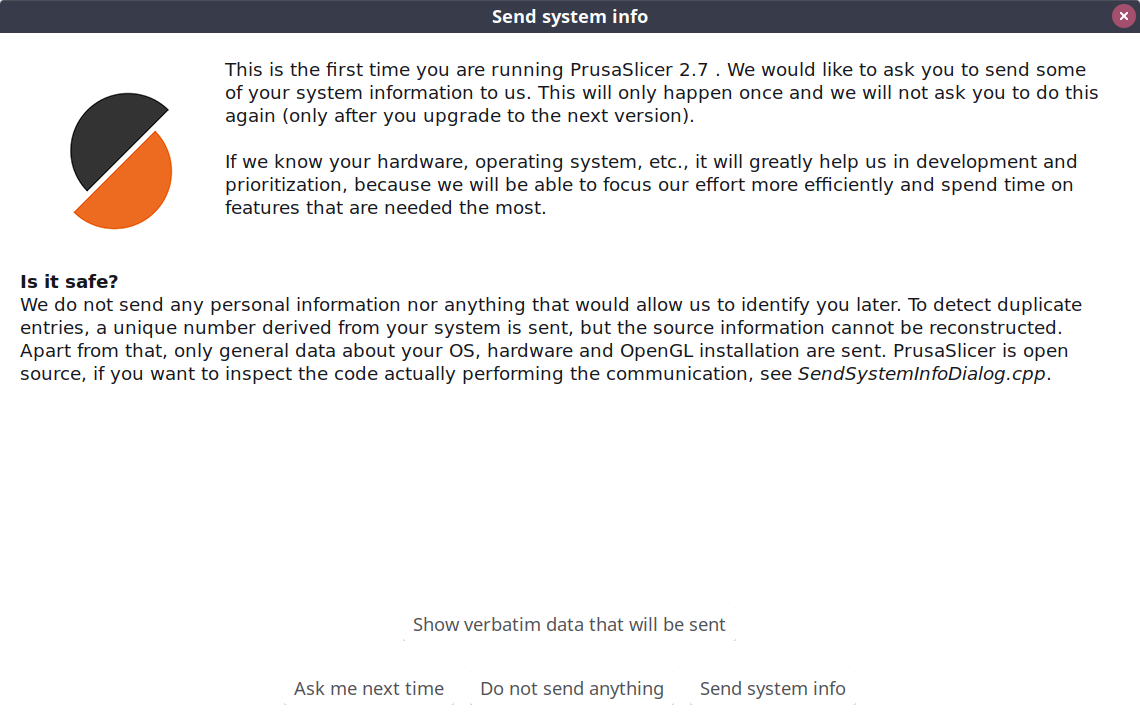 Send system info
This is the first time you are running PrusaSlicer 2.7 . We would like to ask you to send some
of your system information to us. This will only happen once and we will not ask you to do this
again (only after you upgrade to the next version).
If we know your hardware, operating system, etc., it will greatly help us in development and
prioritization, because we will be able to focus our effort more efficiently and spend time on
features that are needed the most.
Is it safe?
We do not send any personal information nor anything that would allow us to identify you later. To detect duplicate
entries, a unique number derived from your system is sent, but the source information cannot be reconstructed.
Apart from that, only general data about your OS, hardware and OpenGL installation are sent. PrusaSlicer is open
source, if you want to inspect the code actually performing the communication, see SendSystemInfoDialog.cpp.
Show verbatim data that will be sent
Ask me next time Do not send anything Send system info